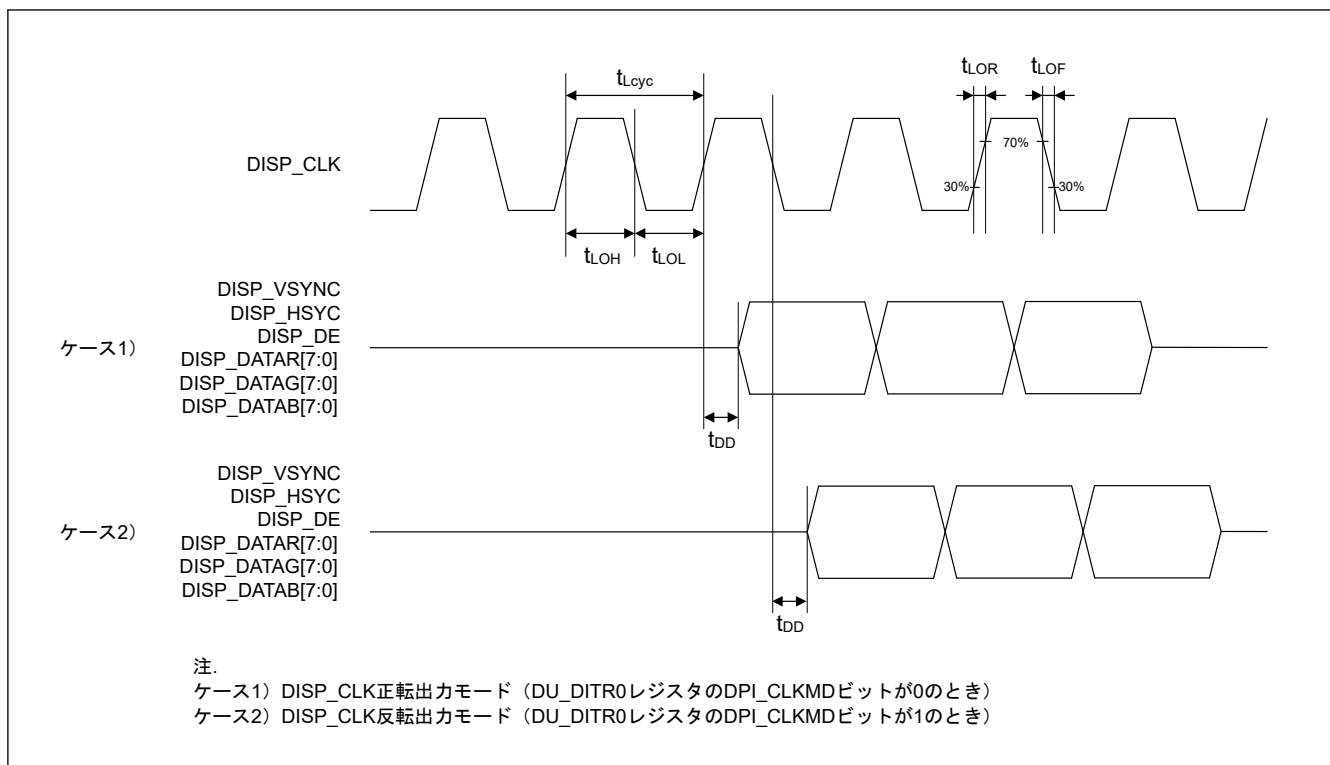 tLcyc
tLOR
tLOF
DISP_CLK
70%
30%
30%
tLOH
tLOL
ケース1)
DISP_VSYNC
DISP_HSYC
DISP_DE
DISP_DATAR[7:0]
DISP_DATAG[7:0]
DISP_DATAB[7:0]
tDD
ケース2)
DISP_VSYNC
DISP_HSYC
DISP_DE
DISP_DATAR[7:0]
DISP_DATAG[7:0]
DISP_DATAB[7:0]
tDD
注.
ケース1）DISP_CLK正転出力モード（DU_DITR0レジスタのDPI_CLKMDビットが0のとき）
ケース2）DISP_CLK反転出力モード（DU_DITR0レジスタのDPI_CLKMDビットが1のとき）